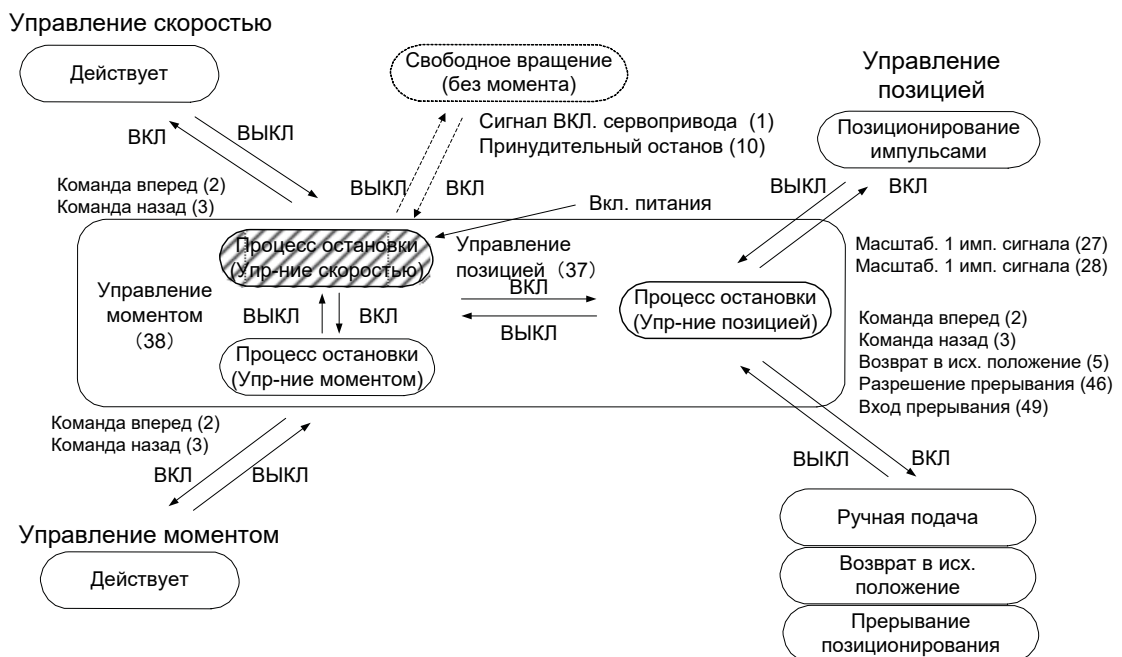 Управление скоростью
Действует
Свободное вращение
(без момента)
Управление
позицией
ВКЛ
ВЫКЛ
Сигнал ВКЛ. сервопривода (1)
Принудительный останов (10)
Позиционирование
импульсами
Команда вперед (2)
Команда назад (3)
ВЫКЛ
ВКЛ
ВЫКЛ
ВКЛ
Вкл. питания
Процесс остановки
(Упр-ние скоростью)
Управление
позицией (37)
ВКЛ
ВЫКЛ
Масштаб. 1 имп. сигнала (27)
Масштаб. 1 имп. сигнала (28)
Управление
моментом
(38)
ВЫКЛ
ВКЛ
Процесс остановки
(Упр-ние позицией)
Процесс остановки
(Упр-ние моментом)
Команда вперед (2)
Команда назад (3)
Возврат в исх. положение (5)
Разрешение прерывания (46)
Вход прерывания (49)
Команда вперед (2)
Команда назад (3)
ВКЛ
ВЫКЛ
ВЫКЛ
ВКЛ
Управление моментом
Действует
Ручная подача
Возврат в исх.
положение
Прерывание
позиционирования